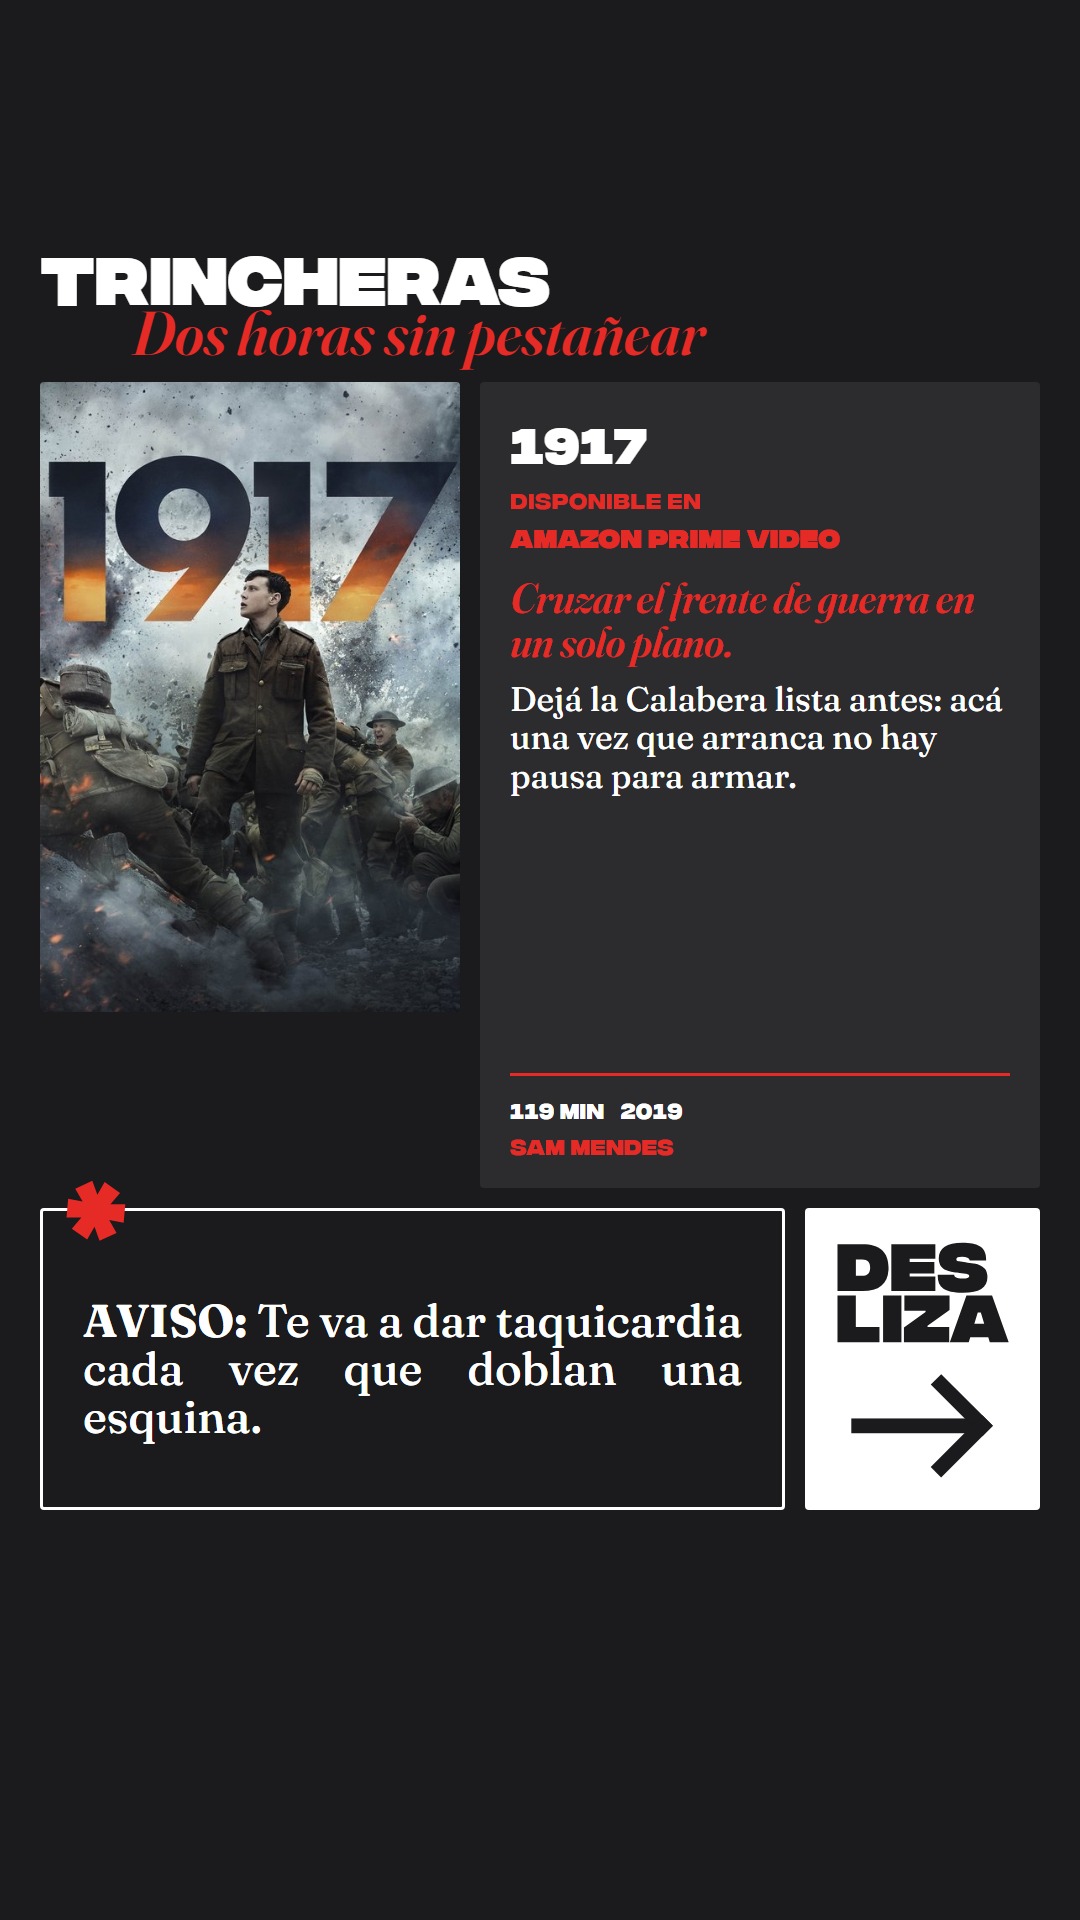 TRINCHERAS
Dos horas sin pestañear
1917
1917
DISPONIBLE EN
AMAZON PRIME VIDEO
Cruzar el frente de guerra en
un solo plano.
Dejá la Calabera lista antes: acá
una vez que arranca no hay
pausa para armar.
119 MIN 2019
SAM MENDES
AVISO: Te va a dar taquicardia
cada vez que doblan una
esquina.
DES
LIZA